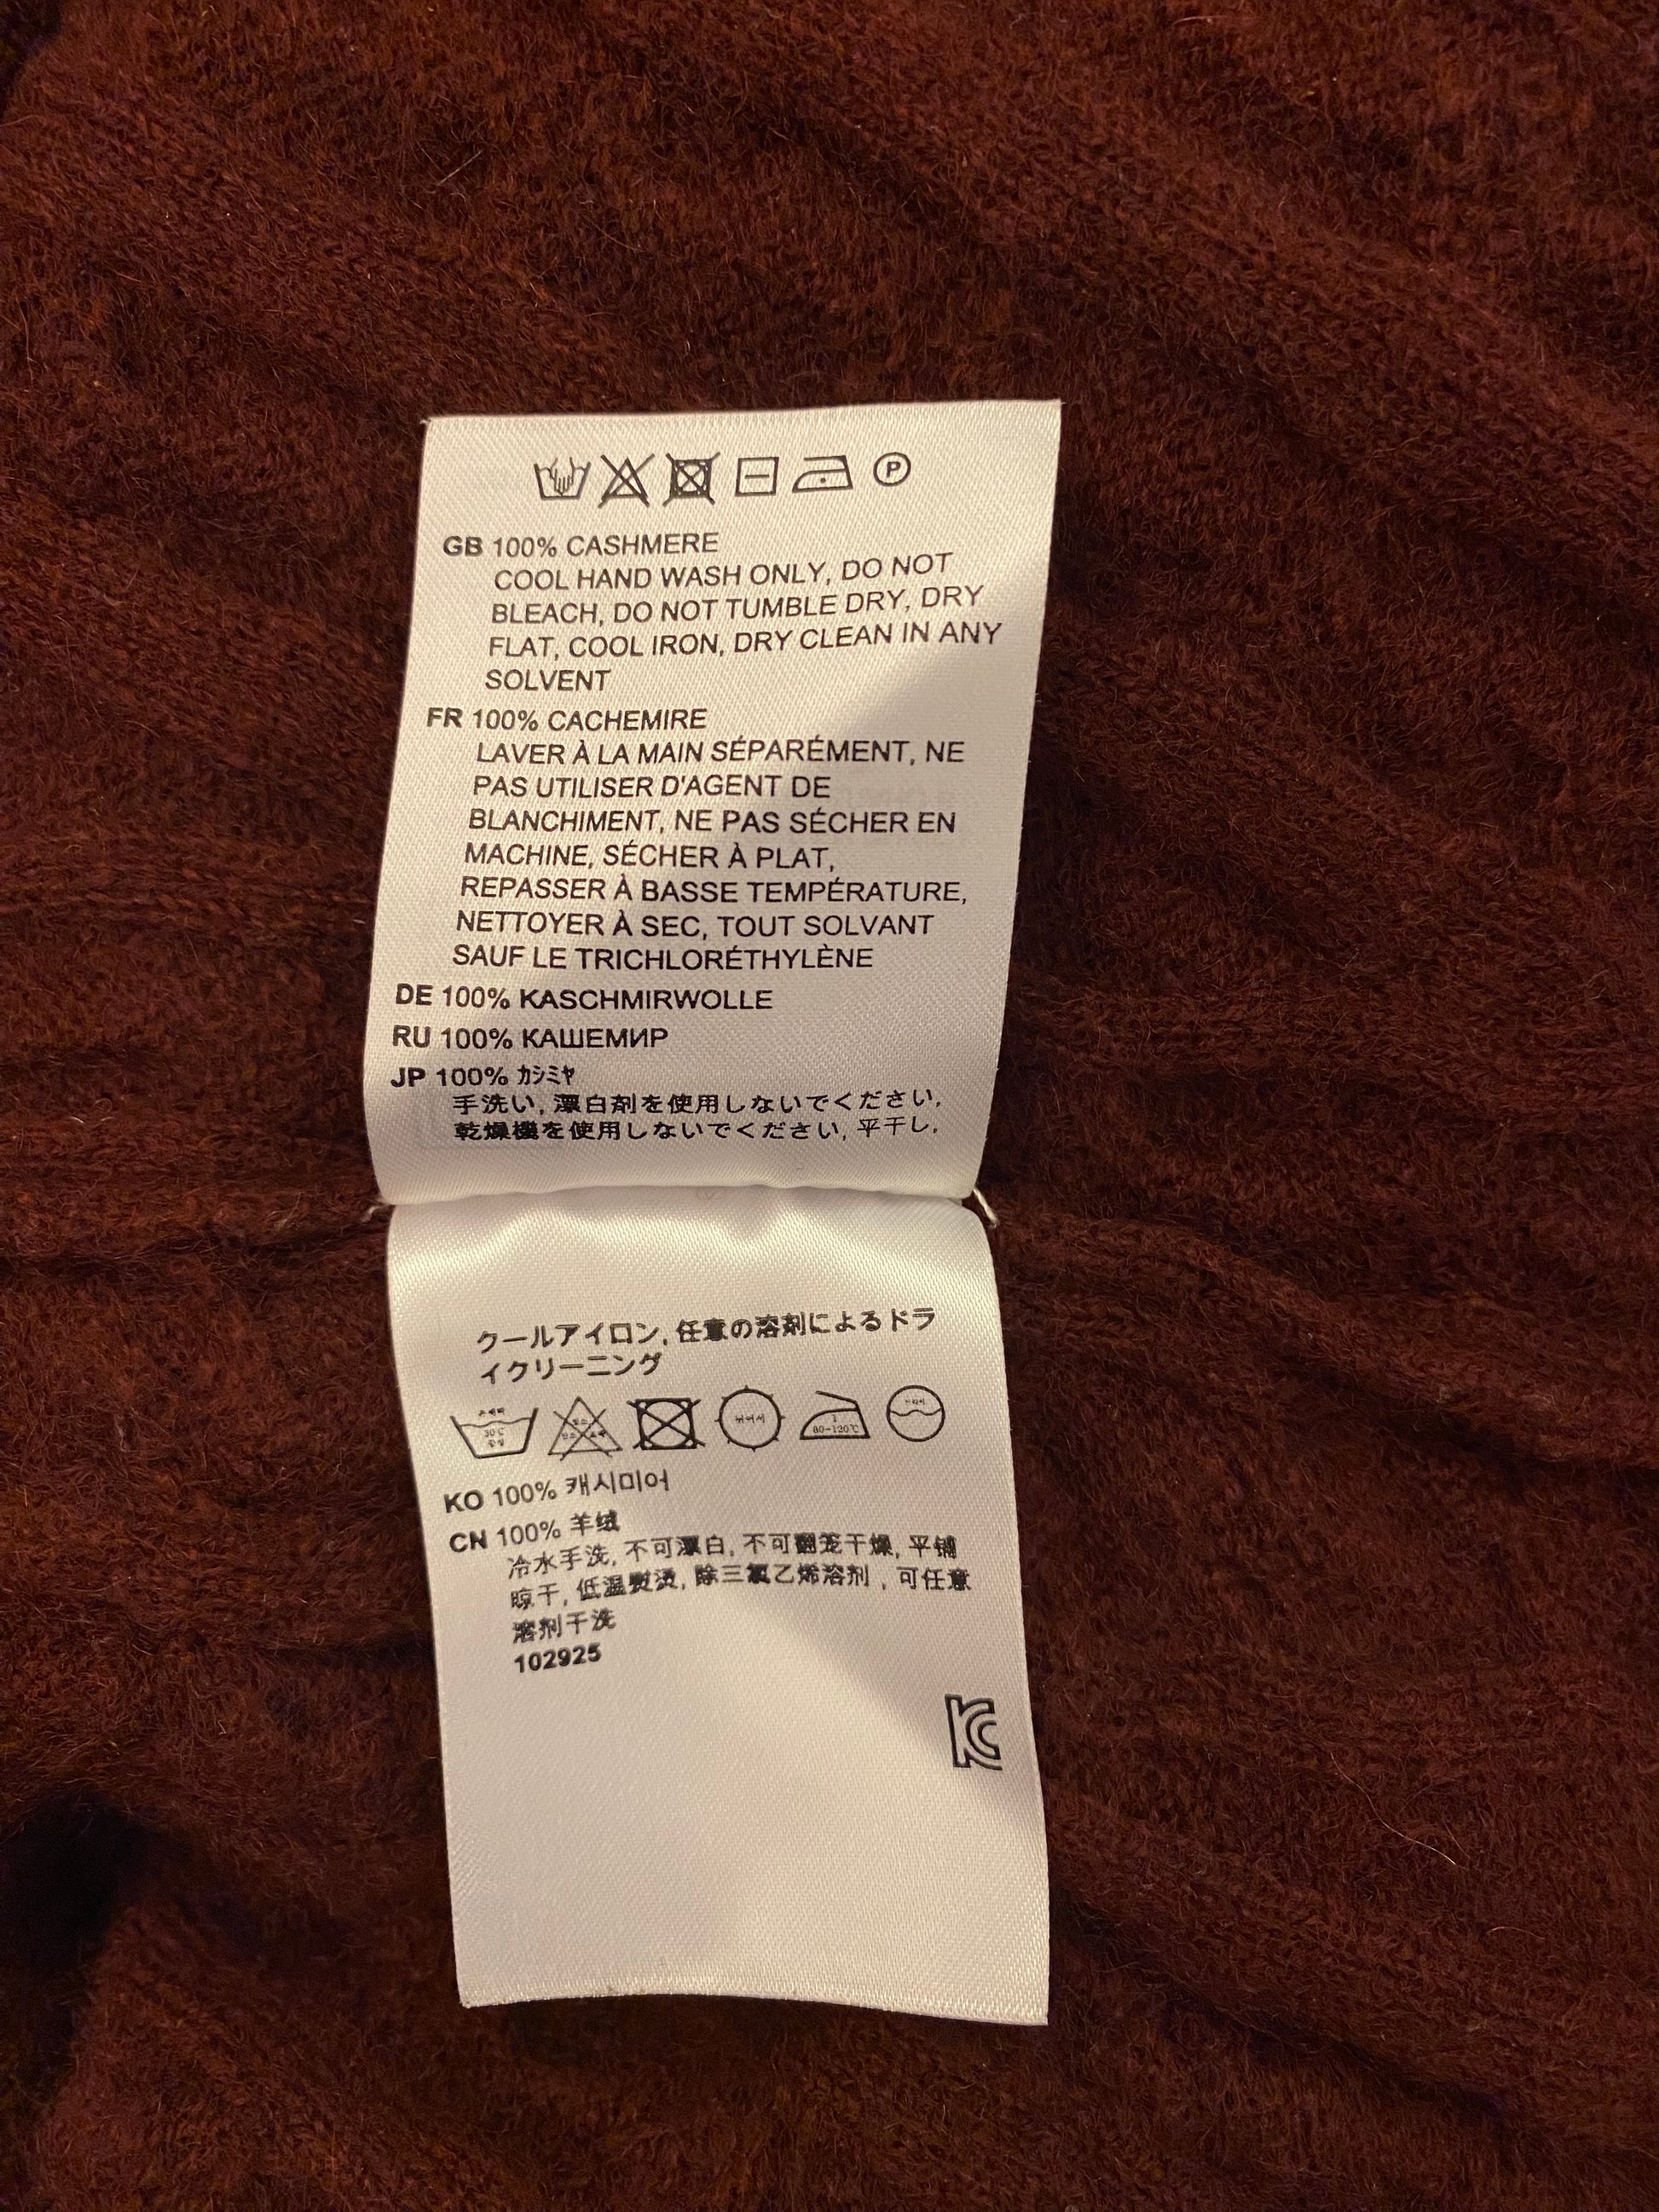 P
GB 100% CASHMERE
COOL HAND WASH ONLY, DO NOT
BLEACH, DO NOT TUMBLE DRY, DRY
FLAT, COOL IRON, DRY CLEAN IN ANY
SOLVENT
FR 100% CACHEMIRE
LAVER À LA MAIN SÉPARÉMENT, NE
PAS UTILISER D'AGENT DE
BLANCHIMENT, NE PAS SÉCHER EN
MACHINE, SÉCHER À PLAT,
REPASSER À BASSE TEMPÉRATURE,
NETTOYER À SEC, TOUT SOLVANT
SAUF LE TRICHLORÉTHYLÈNE
DE 100% KASCHMIRWOLLE
RU 100% КАШЕМИР
JP 100% カシミヤ
手洗い, 漂白剤を使用しないでください,
乾燥機を使用しないでください, 平干し,
クールアイロン, 任意の溶剤によるドラ
イクリーニング
30℃ 80-120℃
KO 100% 캐시미어
CN 100% 羊绒
冷水手洗, 不可漂白, 不可翻笼干燥, 平铺
晾干, 低温熨烫, 除三氯乙烯溶剂 , 可任意
溶剂干洗
102925
KC